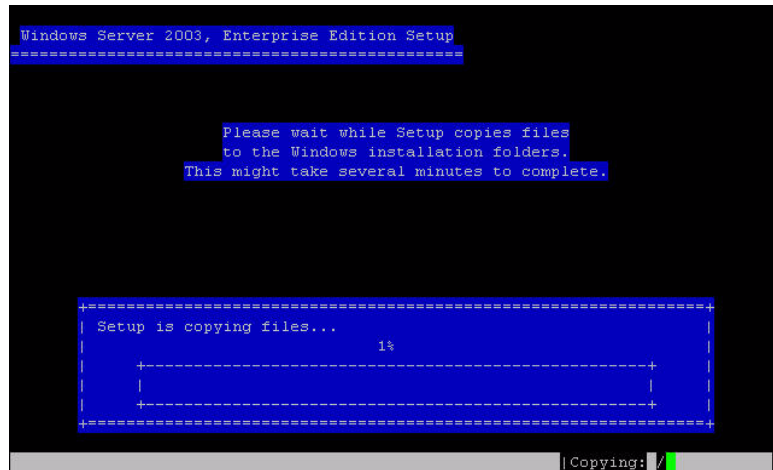 Windows Server 2003, Enterprise Edition Setup
===============================================
Please wait while Setup copies files
to the Windows installation folders.
This might take several minutes to complete.
+================================================================+
| Setup is copying files... |
| 1% |
| +----------------------------------------------------+ |
| | | |
| +----------------------------------------------------+ |
+================================================================+
|Copying: /